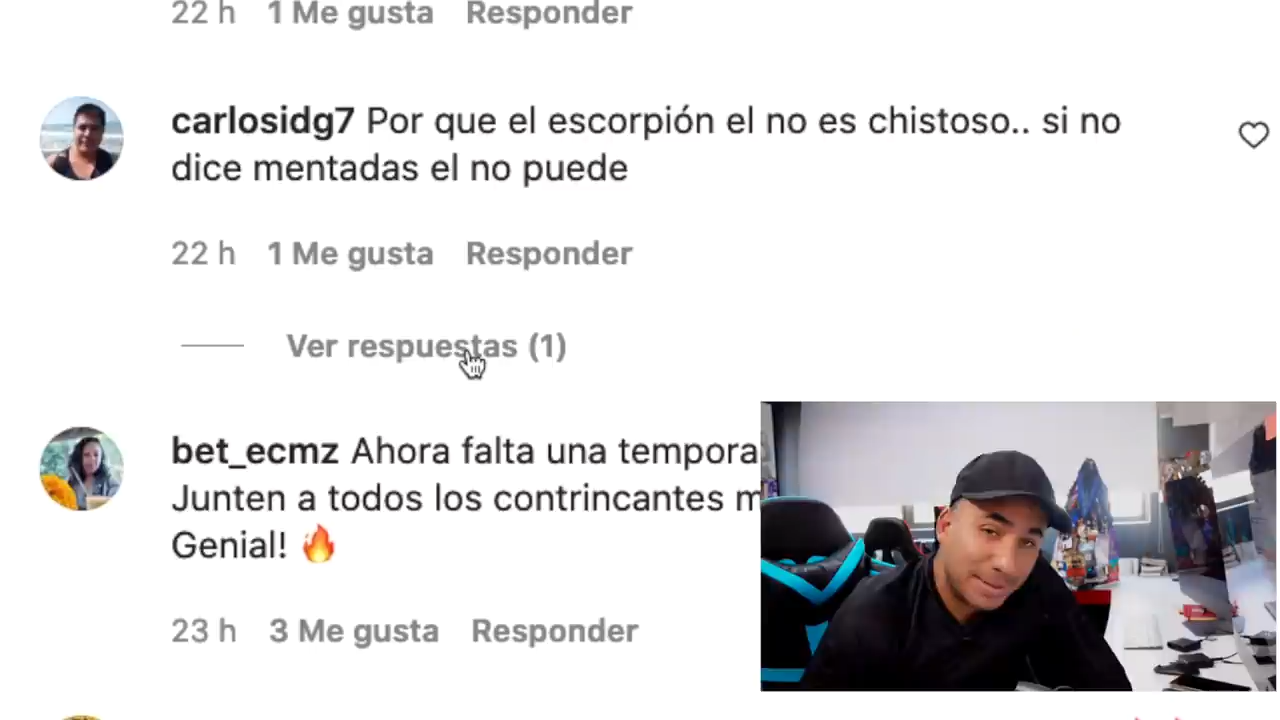 22 h 1 Me gusta Responder
carlosidg7 Por que el escorpión el no es chistoso.. si no
dice mentadas el no puede
22 h 1 Me gusta Responder
Ver respuestas (1)
bet_ecmz Ahora falta una tempora
Junten a todos los contrincantes m
Genial! 🔥
23 h 3 Me gusta Responder